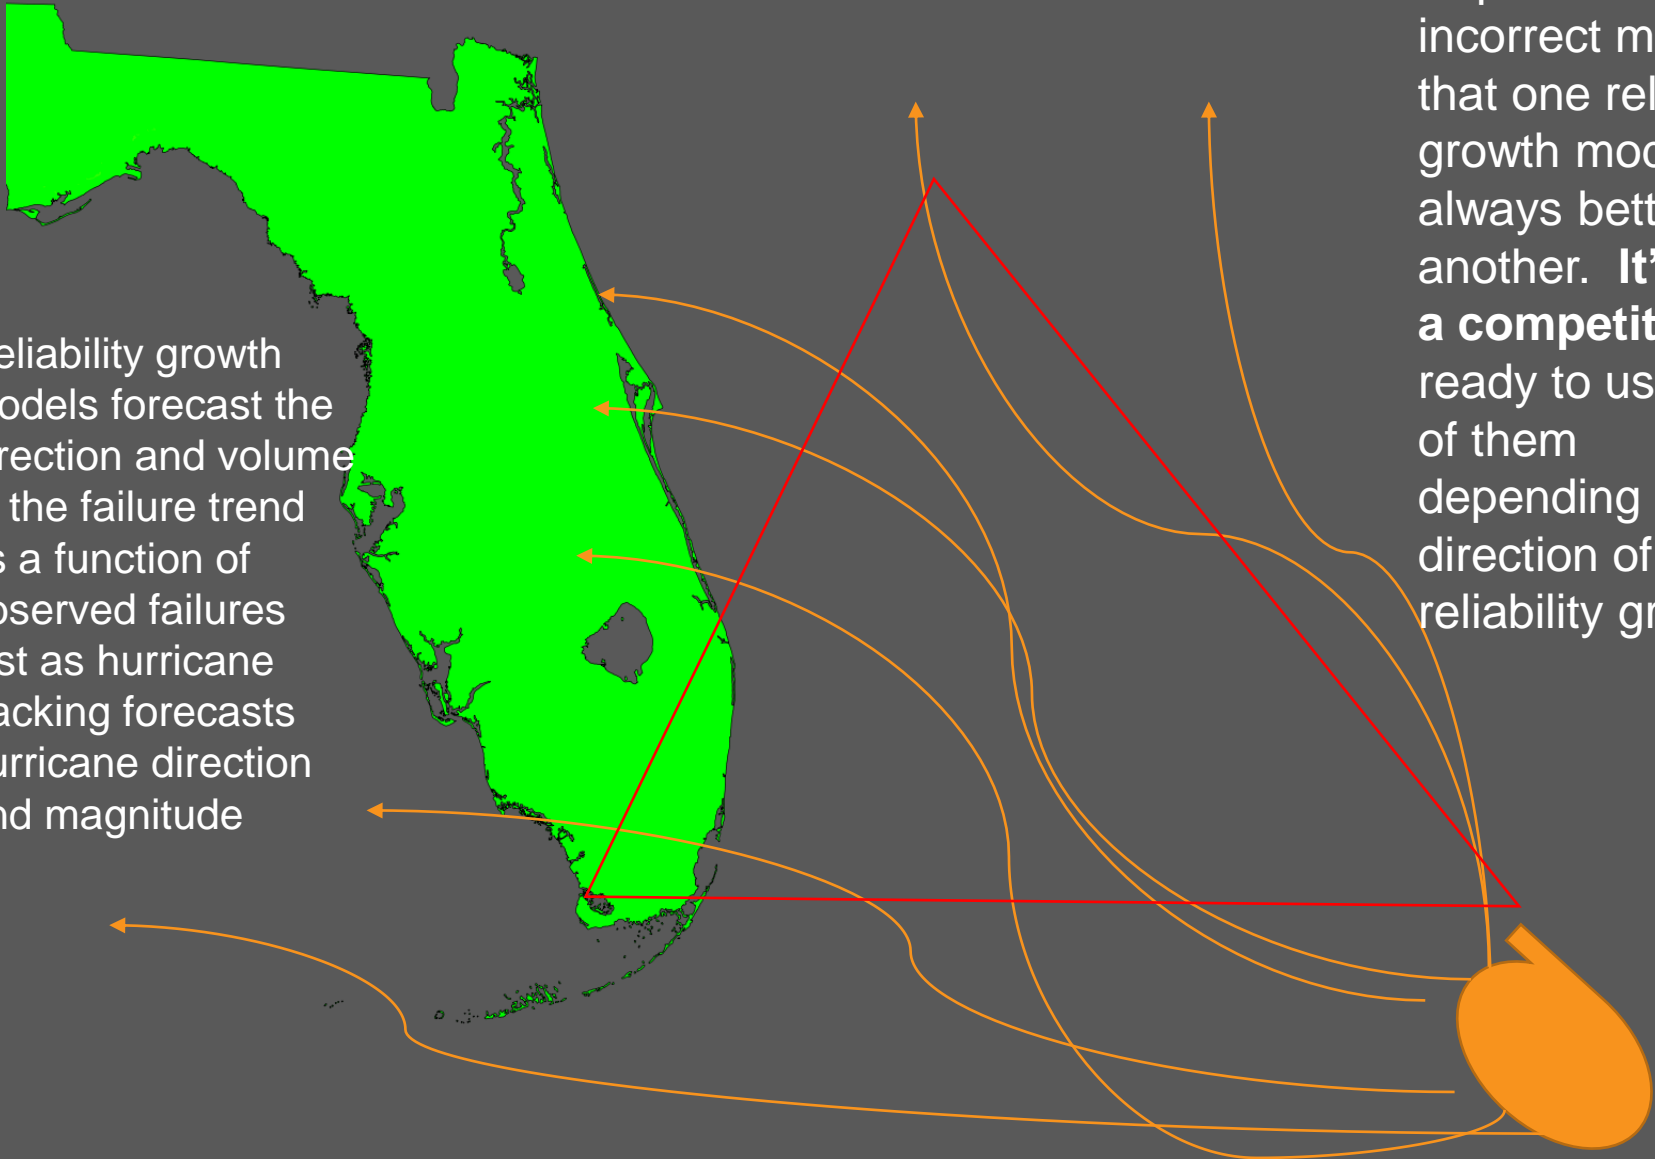 eliability growth
odels forecast the
rection and volume
the failure trend
s a function of
bserved failures
st as hurricane
acking forecasts
urricane direction
nd magnitude
incorrect m
that one rel
growth mod
always bett
another. It'
a competit
ready to us
of them
depending
direction of
reliability gr